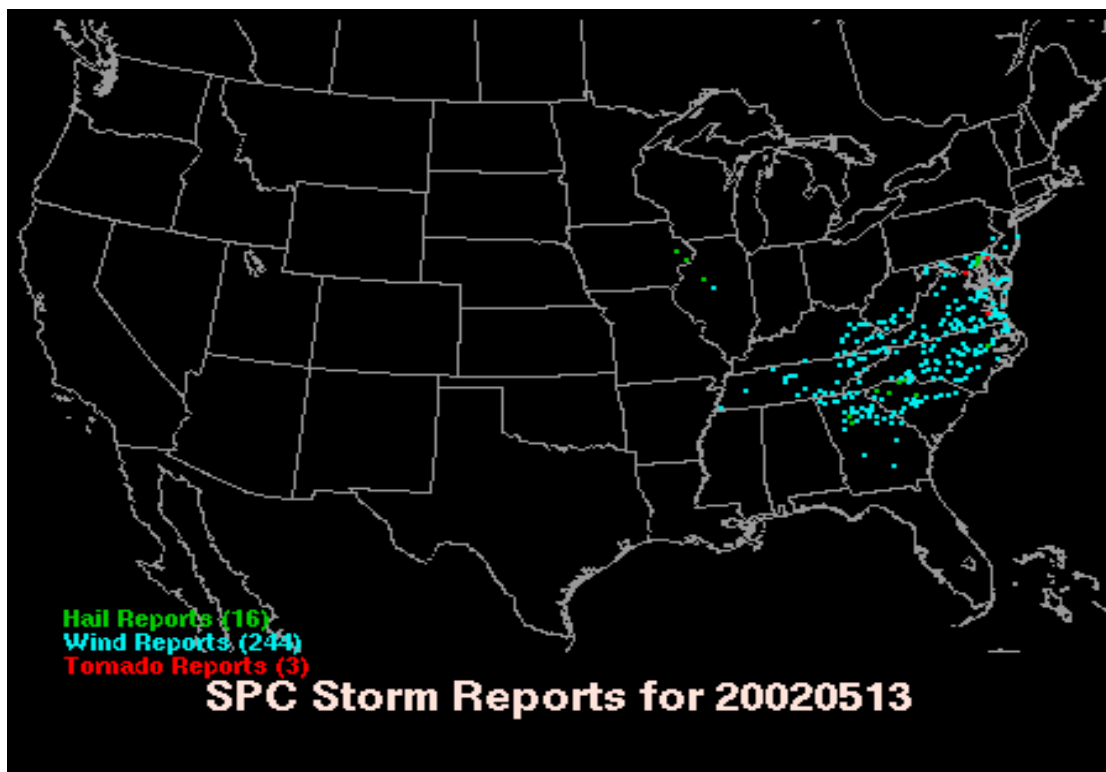 Hail Reports (16)
Wind Reports (244)
Tornado Reports (3)
SPC Storm Reports for 20020513